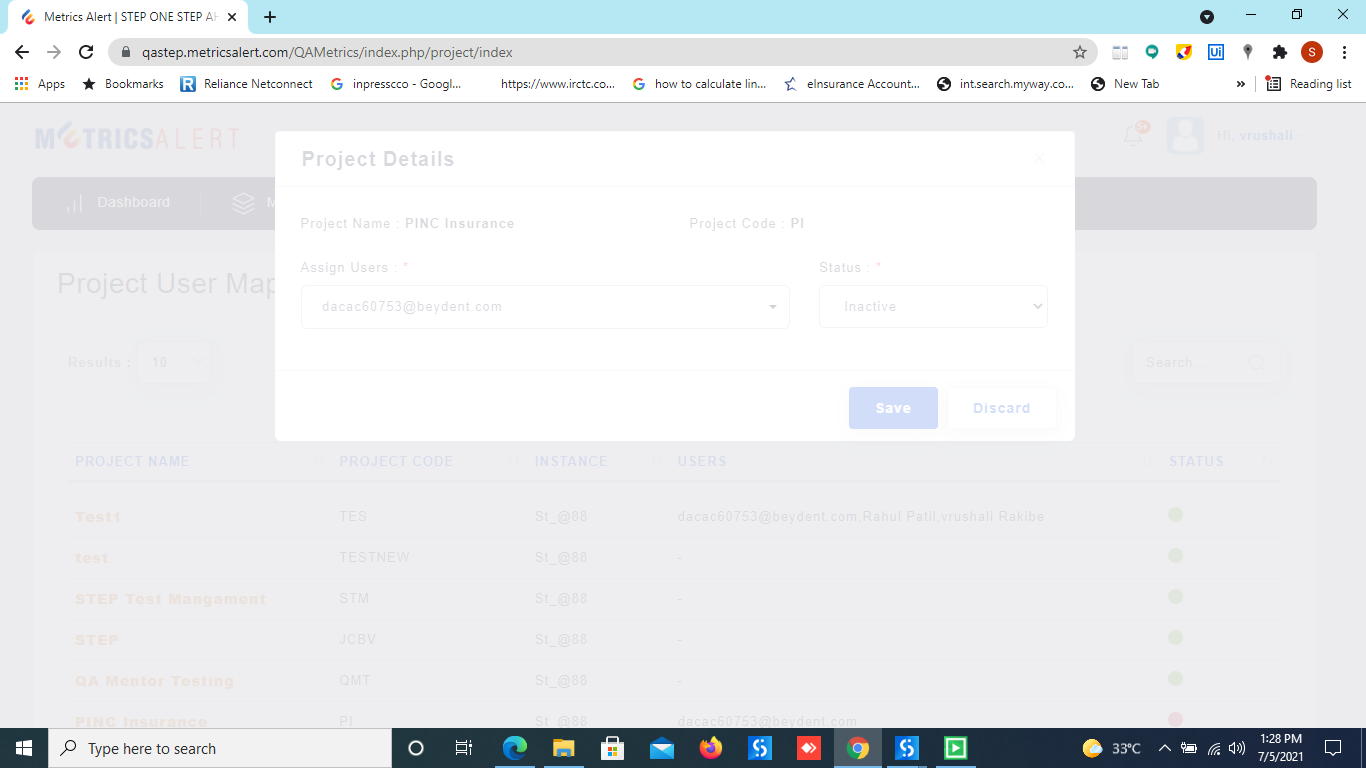 Metrics Alert | STEP ONE STEP AH
qastep.metricsalert.com/QAMetrics/index.php/project/index
S
Apps Bookmarks Reliance Netconnect inpresscco - Googl... https://www.irctc.co... how to calculate lin... eInsurance Account... int.search.myway.co... New Tab » Reading list
METRICSALERT
5+
Hi, vrushali
Dashboard
M
Project Details
Project Name : PINC Insurance
Project Code : PI
Assign Users : *
Status : *
dacac60753@beydent.com
Inactive
Save
Discard
Project User Map
Results : 10
Search...
PROJECT NAME PROJECT CODE INSTANCE USERS STATUS
Test1 TES St_@88 dacac60753@beydent.com,Rahul Patil,vrushali Rakibe
test TESTNEW St_@88 -
STEP Test Mangament STM St_@88 -
STEP JCBV St_@88 -
QA Mentor Testing QMT St_@88 -
PINC Insurance PI St_@88 dacac60753@beydent.com
Type here to search
33°C
1:28 PM
7/5/2021